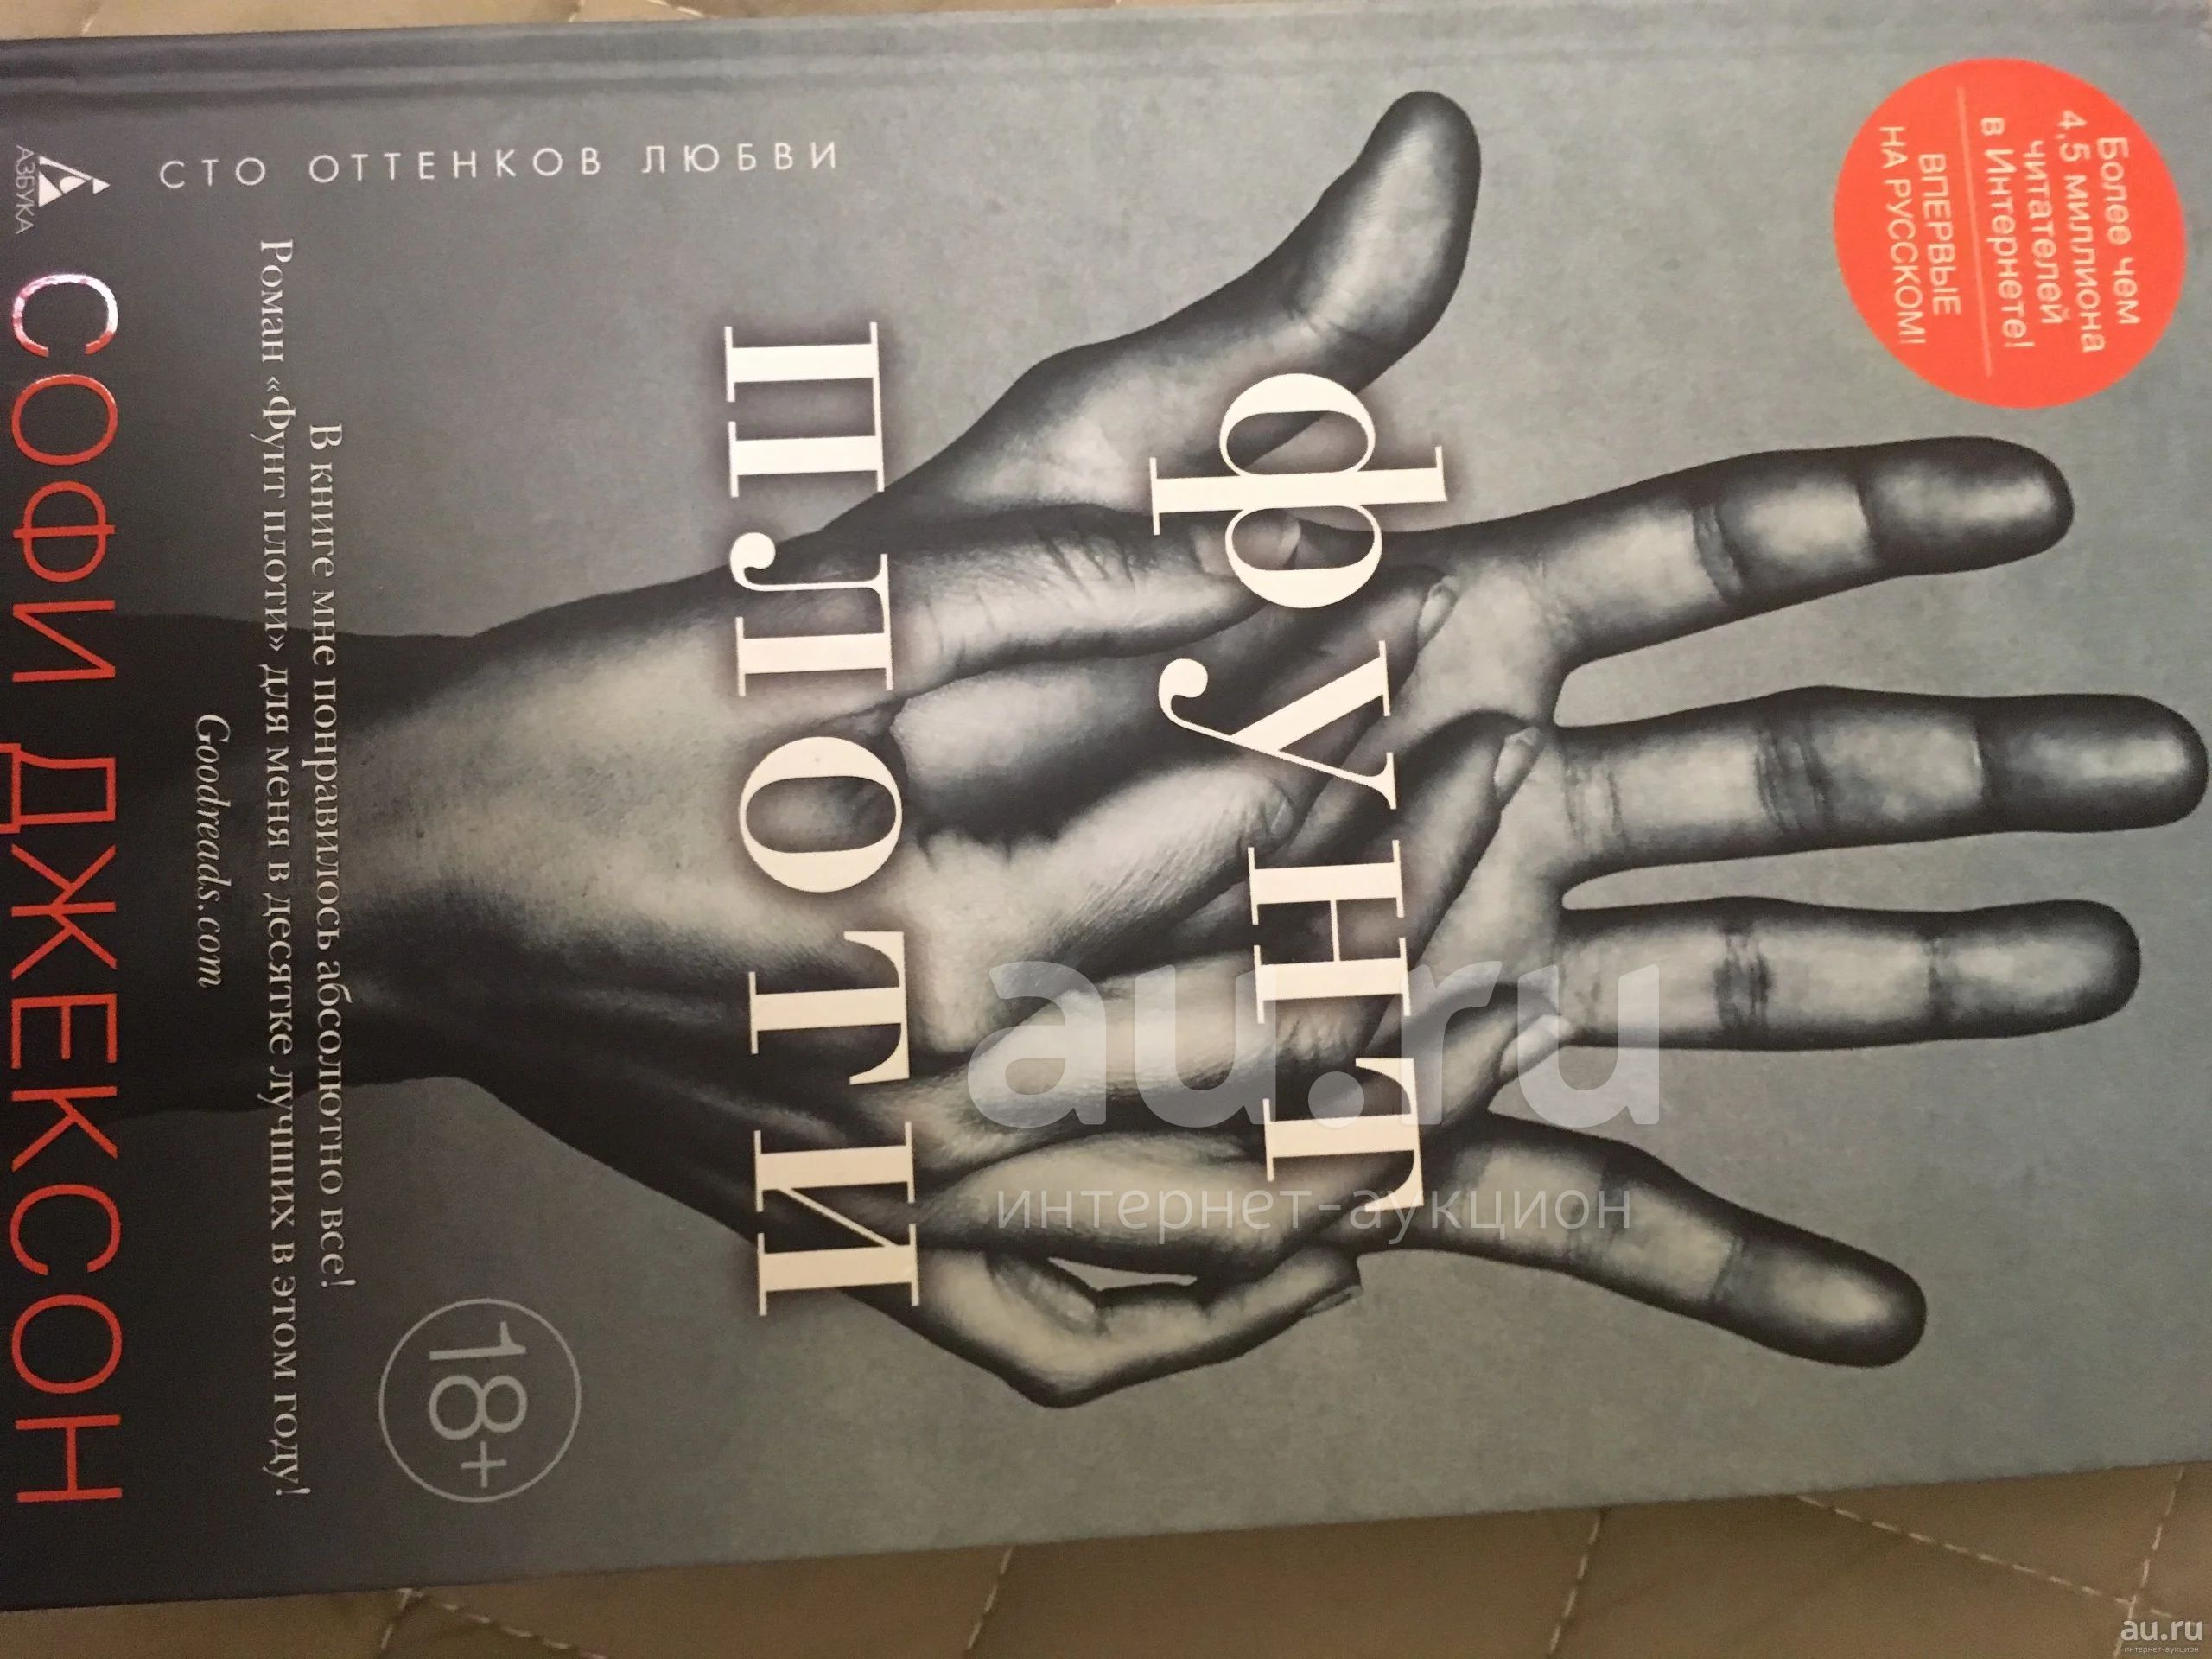 Более чем
4,5 миллиона
читателей
в Интернете!
ВПЕРВЫЕ
НА РУССКОМ!
фунт
плоти
18+
СТО ОТТЕНКОВ ЛЮБВИ
В книге мне понравилось абсолютно все!
Роман «Фунт плоти» для меня в десятке лучших в этом году!
Goodreads.com
АЗБУКА
СОФИ ДЖЕКСОН
au.ru
интернет-аукцион
au.ru
интернет-аукцион